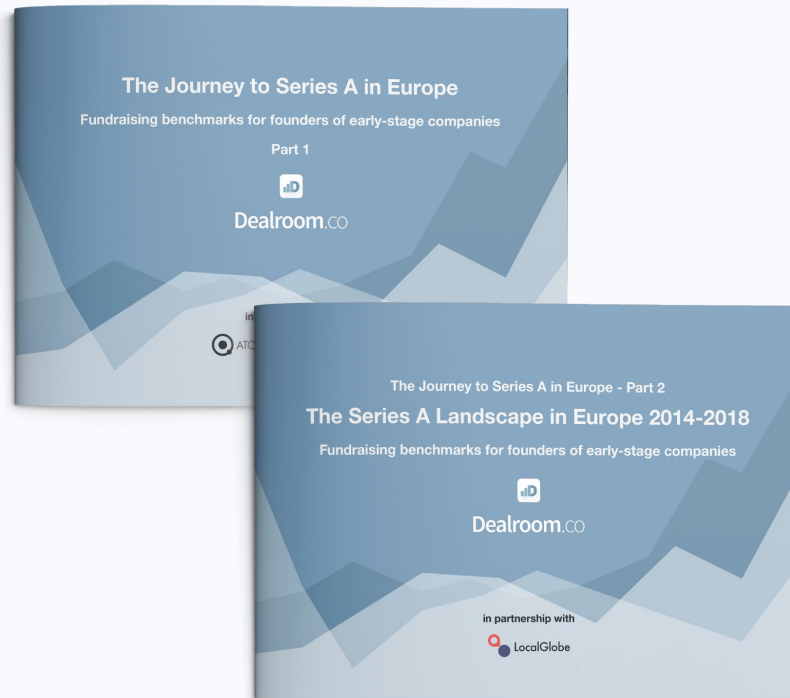 The Journey to Series A in Europe
Fundraising benchmarks for founders of early-stage companies
Part 1
Dealroom.co
in
The Journey to Series A in Europe - Part 2
The Series A Landscape in Europe 2014-2018
Fundraising benchmarks for founders of early-stage companies
Dealroom.co
in partnership with
LocalGlobe